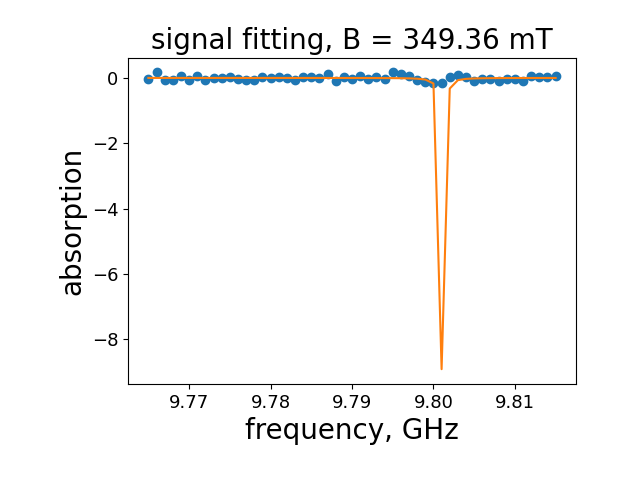 signal fitting, B = 349.36 mT
absorption
0
−2
−4
−6
−8
9.77 9.78 9.79 9.80 9.81
frequency, GHz